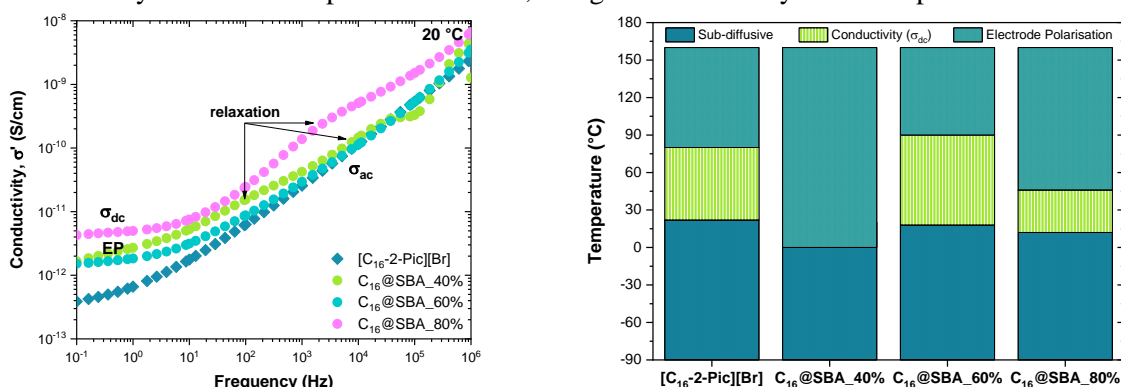 20 °C
relaxation
σdc
EP
σac
[C16-2-Pic][Br]
C16@SBA_40%
C16@SBA_60%
C16@SBA_80%
Conductivity, σ' (S/cm)
10-8
10-9
10-10
10-11
10-12
10-13
10-1 100 101 102 103 104 105 106
Frequency (Hz)
Sub-diffusive Conductivity (σdc) Electrode Polarisation
Temperature (°C)
180
150
120
90
60
30
0
-30
-60
-90
[C16-2-Pic][Br] C16@SBA_40% C16@SBA_60% C16@SBA_80%